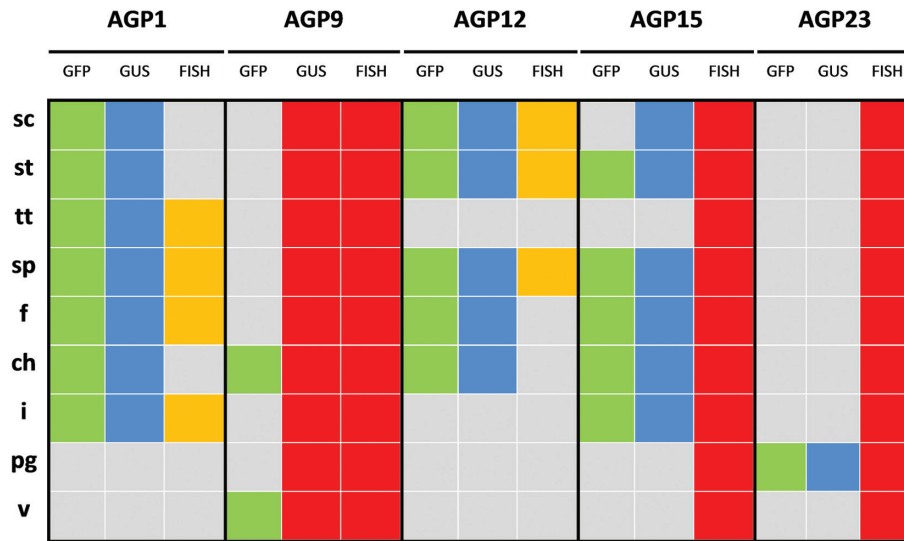 AGP1 AGP9 AGP12 AGP15 AGP23
GFP GUS FISH GFP GUS FISH GFP GUS FISH GFP GUS FISH GFP GUS FISH
sc
st
tt
sp
f
ch
i
pg
v